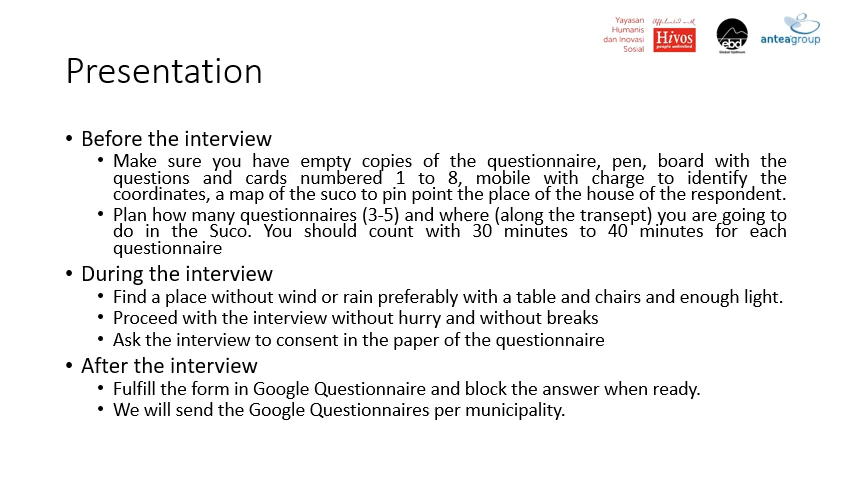 Yayasan
Humanis
dan Inovasi
Sosial
affiliated with
Hivos
people unlimited
ebd
anteagroup
Presentation
• Before the interview
• Make sure you have empty copies of the questionnaire, pen, board with the
questions and cards numbered 1 to 8, mobile with charge to identify the
coordinates, a map of the suco to pin point the place of the house of the respondent.
• Plan how many questionnaires (3-5) and where (along the transept) you are going to
do in the Suco. You should count with 30 minutes to 40 minutes for each
questionnaire
• During the interview
• Find a place without wind or rain preferably with a table and chairs and enough light.
• Proceed with the interview without hurry and without breaks
• Ask the interview to consent in the paper of the questionnaire
• After the interview
• Fulfill the form in Google Questionnaire and block the answer when ready.
• We will send the Google Questionnaires per municipality.